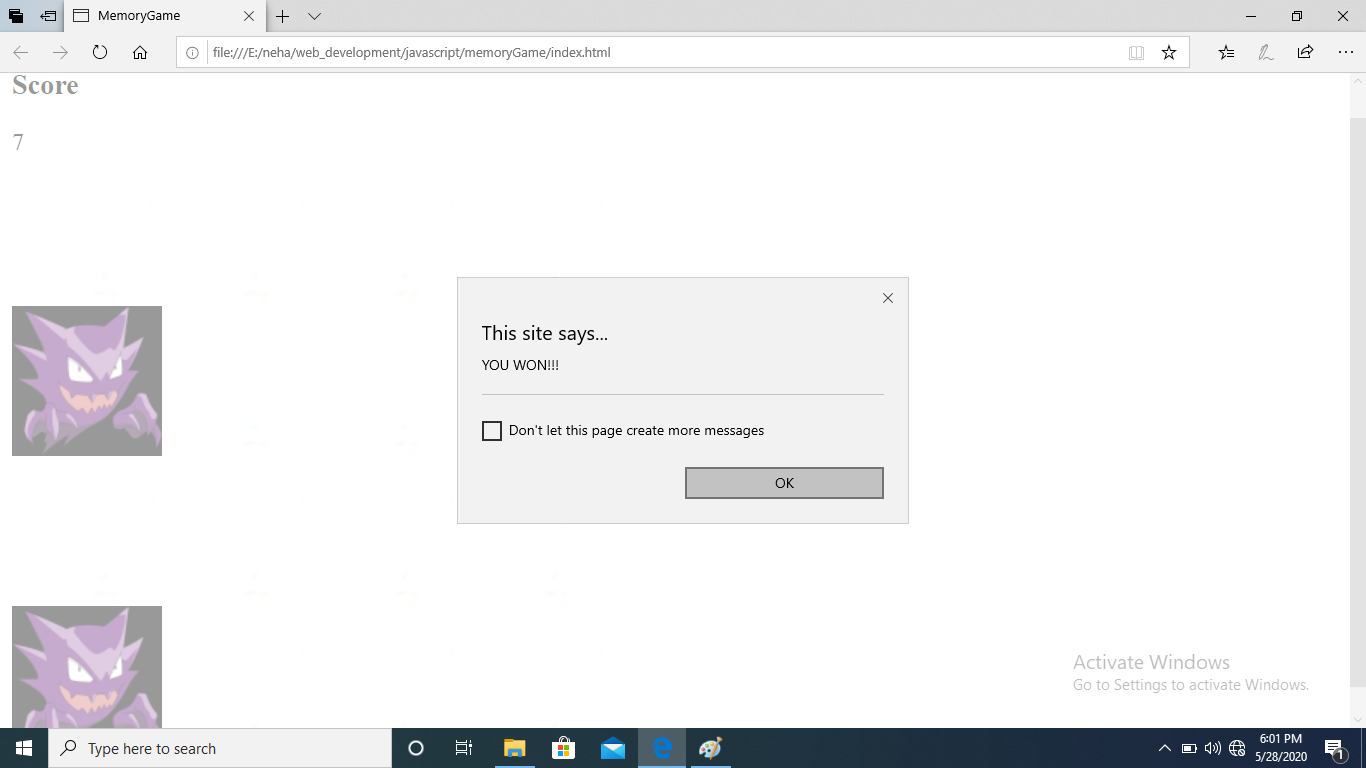 MemoryGame
file:///E:/neha/web_development/javascript/memoryGame/index.html
Score
7
This site says...
YOU WON!!!
Don't let this page create more messages
OK
Activate Windows
Go to Settings to activate Windows.
Type here to search
6:01 PM
5/28/2020
1